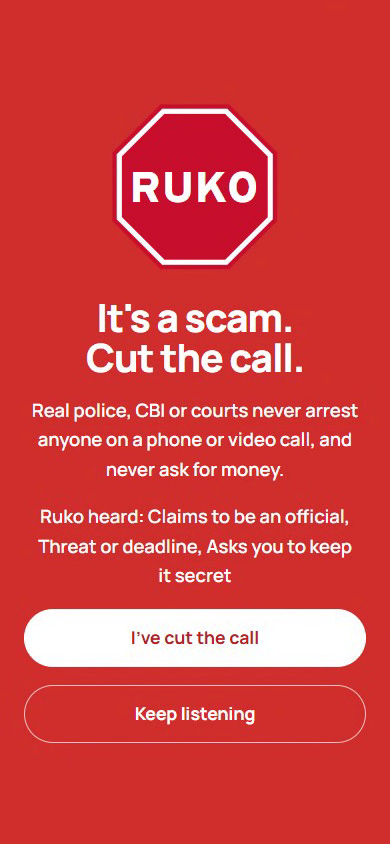 RUKO
It's a scam.
Cut the call.
Real police, CBI or courts never arrest
anyone on a phone or video call, and
never ask for money.
Ruko heard: Claims to be an official,
Threat or deadline, Asks you to keep
it secret
I've cut the call
Keep listening